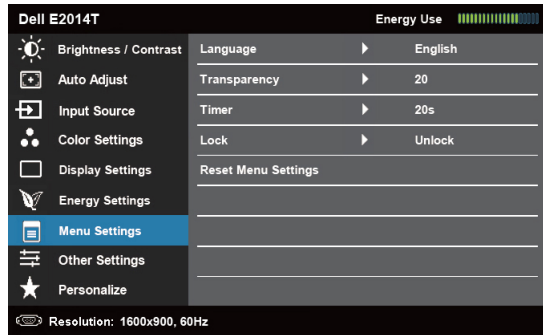 Dell E2014T Energy Use
Brightness / Contrast Language English
Auto Adjust Transparency 20
Input Source Timer 20s
Color Settings Lock Unlock
Display Settings Reset Menu Settings
Energy Settings
Menu Settings
Other Settings
Personalize
Resolution: 1600x900, 60Hz